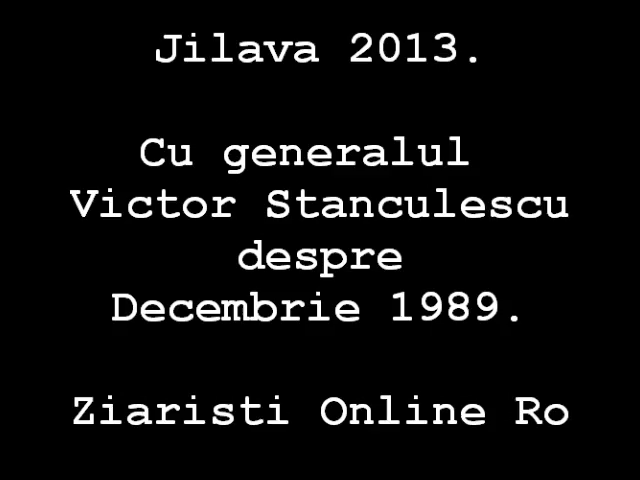 Jilava 2013.
Cu generalul
Victor Stanculescu
despre
Decembrie 1989.
Ziaristi Online Ro